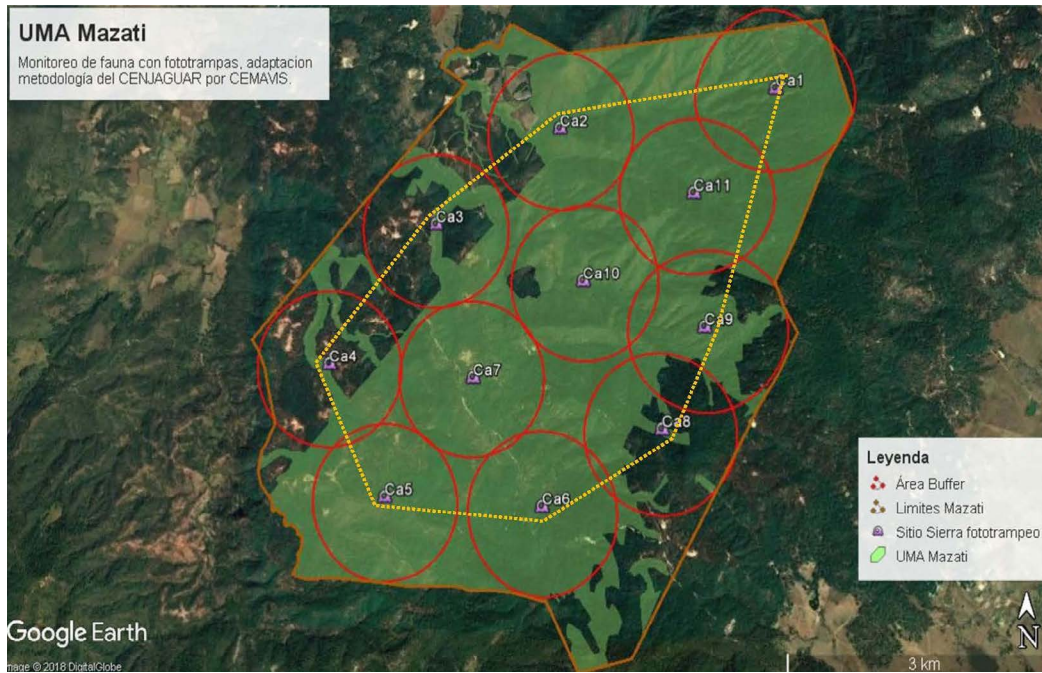 UMA Mazati
Monitoreo de fauna con fototrampas, adaptacion
metodología del CENJAGUAR por CEMAVIS.
Ca1
Ca2
Ca11
Ca3
Ca10
Ca9
Ca4
Ca7
Ca8
Ca5
Ca6
Leyenda
Área Buffer
Limites Mazati
Sitio Sierra fototrampeo
UMA Mazati
Google Earth
mage © 2018 DigitalGlobe
N
3 km